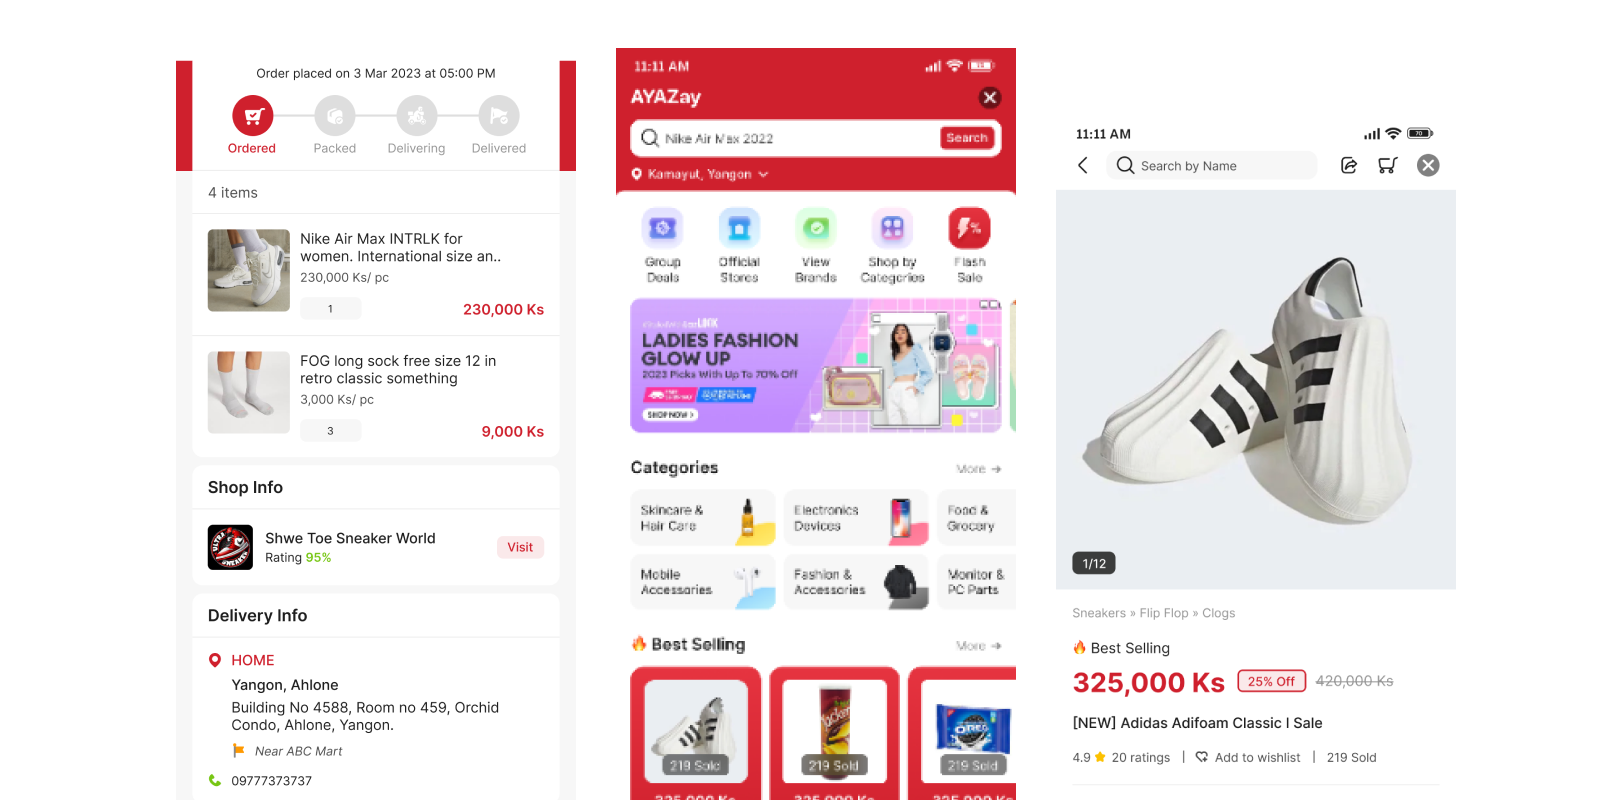 Order placed on 3 Mar 2023 at 05:00 PM
Ordered
Packed
Delivering
Delivered
4 items
Nike Air Max INTRLK for
women. International size an..
230,000 Ks/ pc
1
230,000 Ks
FOG long sock free size 12 in
retro classic something
3,000 Ks/ pc
3
9,000 Ks
Shop Info
ULTRA
SNEAKER
Shwe Toe Sneaker World
Rating 95%
Visit
Delivery Info
HOME
Yangon, Ahlone
Building No 4588, Room no 459, Orchid
Condo, Ahlone, Yangon.
Near ABC Mart
09777373737
11:11 AM
AYAZay
Nike Air Max 2022
Search
Kamayut, Yangon
Group
Deals
Official
Stores
View
Brands
Shop by
Categories
Flash
Sale
LADIES FASHION
GLOW UP
2023 Picks With Up To 70% Off
SHOP NOW >
Categories
More →
Skincare &
Hair Care
Electronics
Devices
Food &
Grocery
Mobile
Accessories
Fashion &
Accessories
Monitor &
PC Parts
Best Selling
More →
OREO
219 Sold
219 Sold
219 Sold
325,000 Ks
325,000 Ks
325,000 Ks
11:11 AM
70
Search by Name
1/12
Sneakers » Flip Flop » Clogs
Best Selling
325,000 Ks
25% Off
420,000 Ks
[NEW] Adidas Adifoam Classic I Sale
4.9
20 ratings
|
Add to wishlist
|
219 Sold